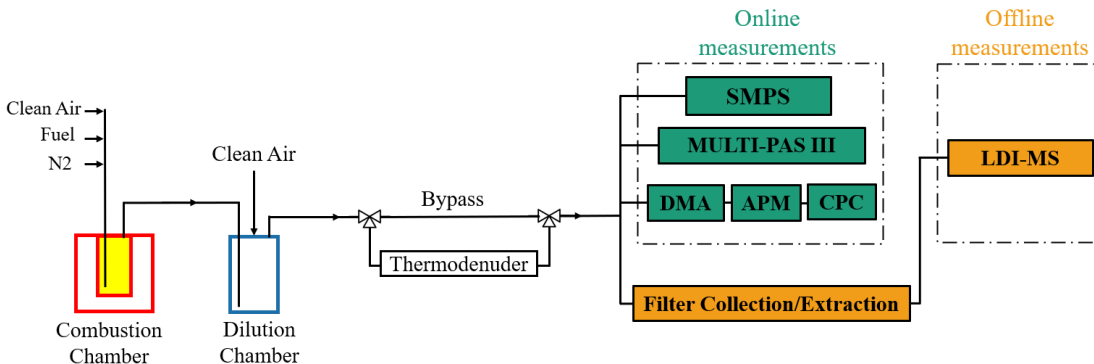 Online
measurements
Offline
measurements
Clean Air
Fuel
N2
Clean Air
Bypass
Thermodenuder
SMPS
MULTI-PAS III
DMA
APM
CPC
LDI-MS
Filter Collection/Extraction
Combustion
Chamber
Dilution
Chamber